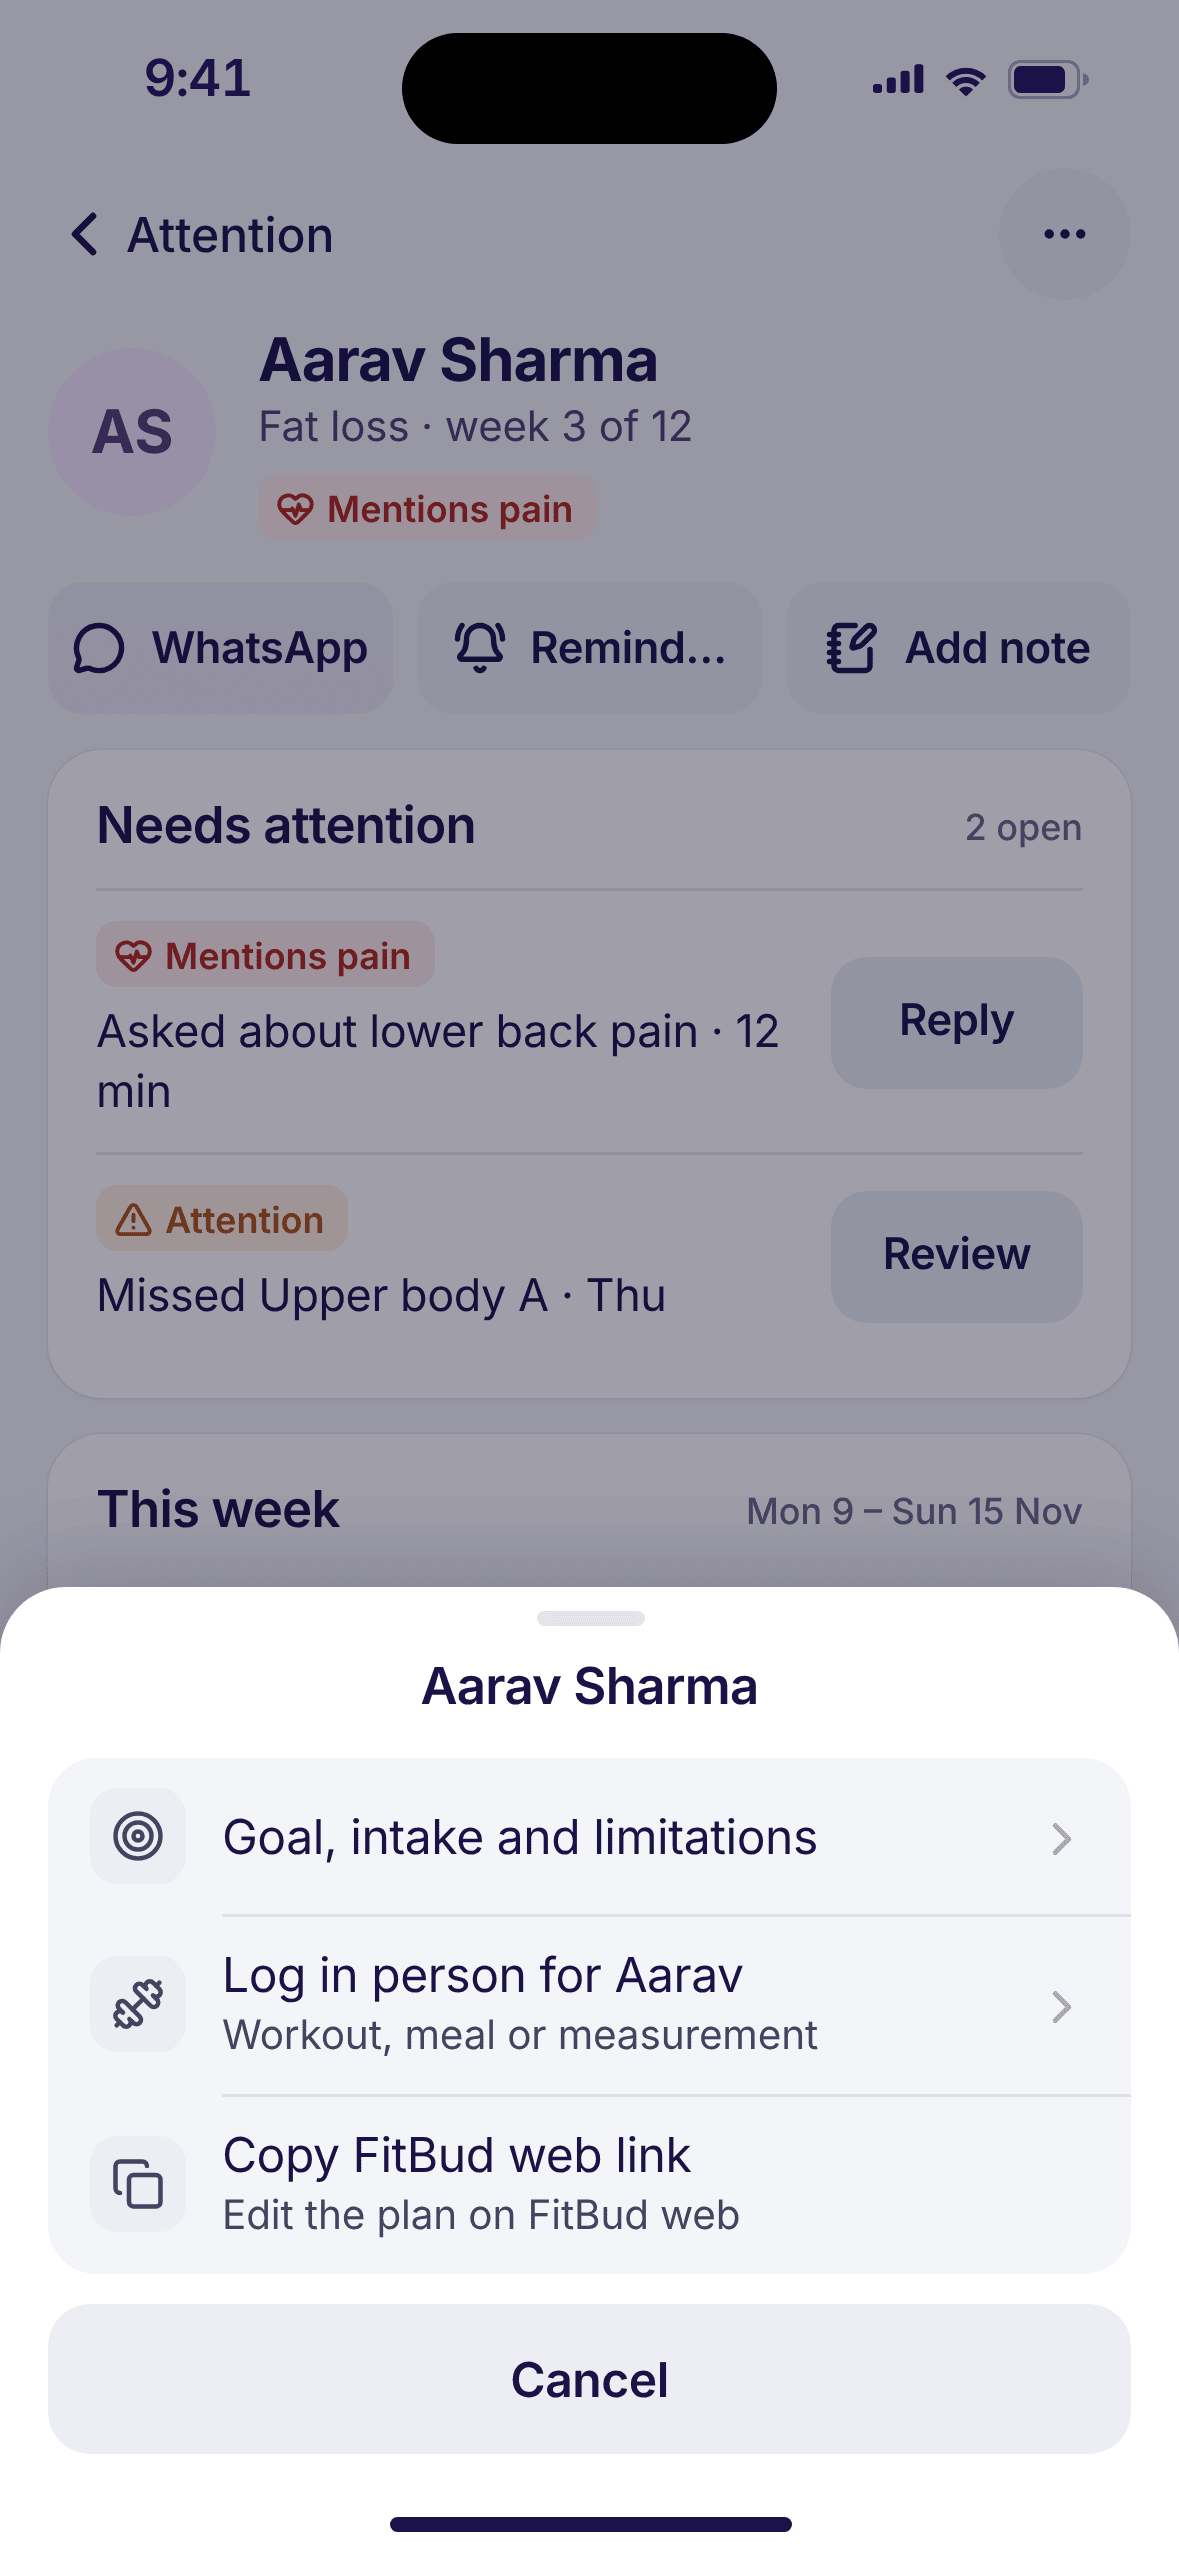 9:41
Attention
AS
Aarav Sharma
Fat loss · week 3 of 12
Mentions pain
WhatsApp
Remind...
Add note
Needs attention
2 open
Mentions pain
Asked about lower back pain · 12
min
Reply
Attention
Missed Upper body A · Thu
Review
This week
Mon 9 – Sun 15 Nov
Aarav Sharma
Goal, intake and limitations
Log in person for Aarav
Workout, meal or measurement
Copy FitBud web link
Edit the plan on FitBud web
Cancel